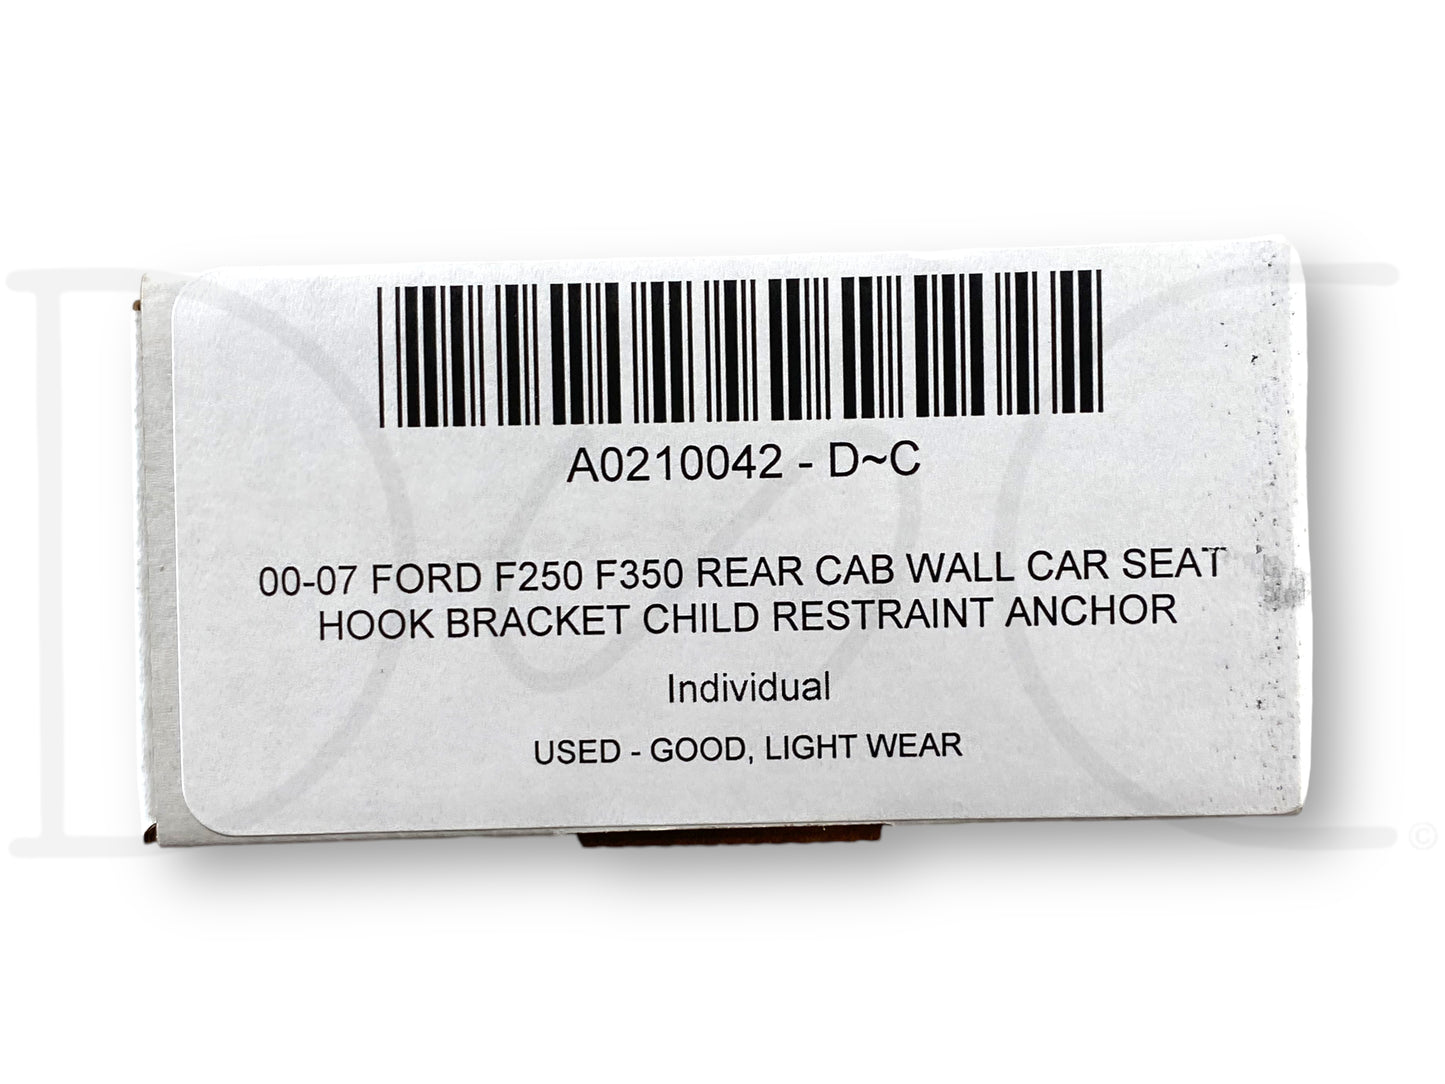 A0210042 - D~C
00-07 FORD F250 F350 REAR CAB WALL CAR SEAT
HOOK BRACKET CHILD RESTRAINT ANCHOR
Individual
USED - GOOD, LIGHT WEAR
D~C ©